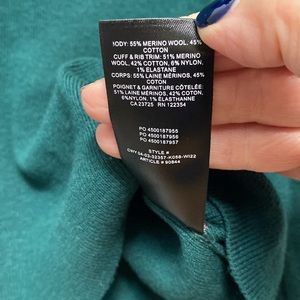 BODY: 55% MERINO WOOL, 45%
COTTON
CUFF & RIB TRIM: 51% MERINO
WOOL, 42% COTTON, 6% NYLON,
1% ELASTANE
CORPS: 55% LAINE MÉRINOS, 45%
COTON
POIGNET & GARNITURE CÔTELÉE:
51% LAINE MÉRINOS, 42% COTON,
6%NYLON, 1% ÉLASTHANNE
CA 23725 RN 122354
PO 4500187955
PO 4500187956
PO 4500187957
STYLE #
ARTICLE # 90844